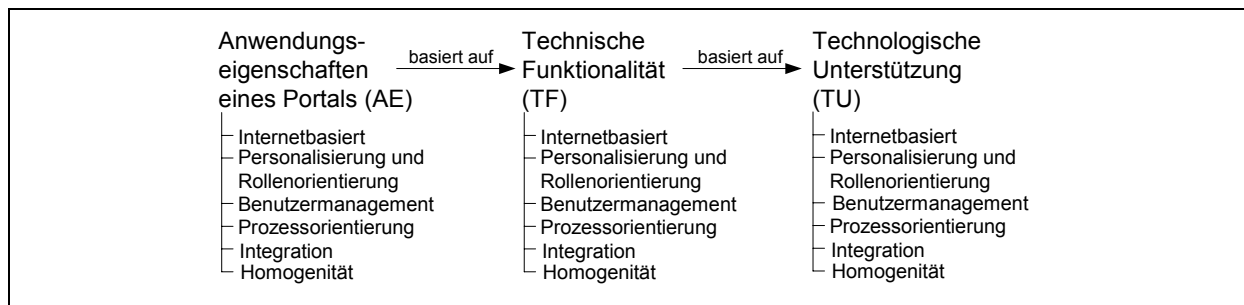 Anwendungs-
eigenschaften
eines Portals (AE)
basiert auf
Technische
Funktionalität
(TF)
basiert auf
Technologische
Unterstützung
(TU)
Internetbasiert
Personalisierung und
Rollenorientierung
Benutzermanagement
Prozessorientierung
Integration
Homogenität
Internetbasiert
Personalisierung und
Rollenorientierung
Benutzermanagement
Prozessorientierung
Integration
Homogenität
Internetbasiert
Personalisierung und
Rollenorientierung
Benutzermanagement
Prozessorientierung
Integration
Homogenität